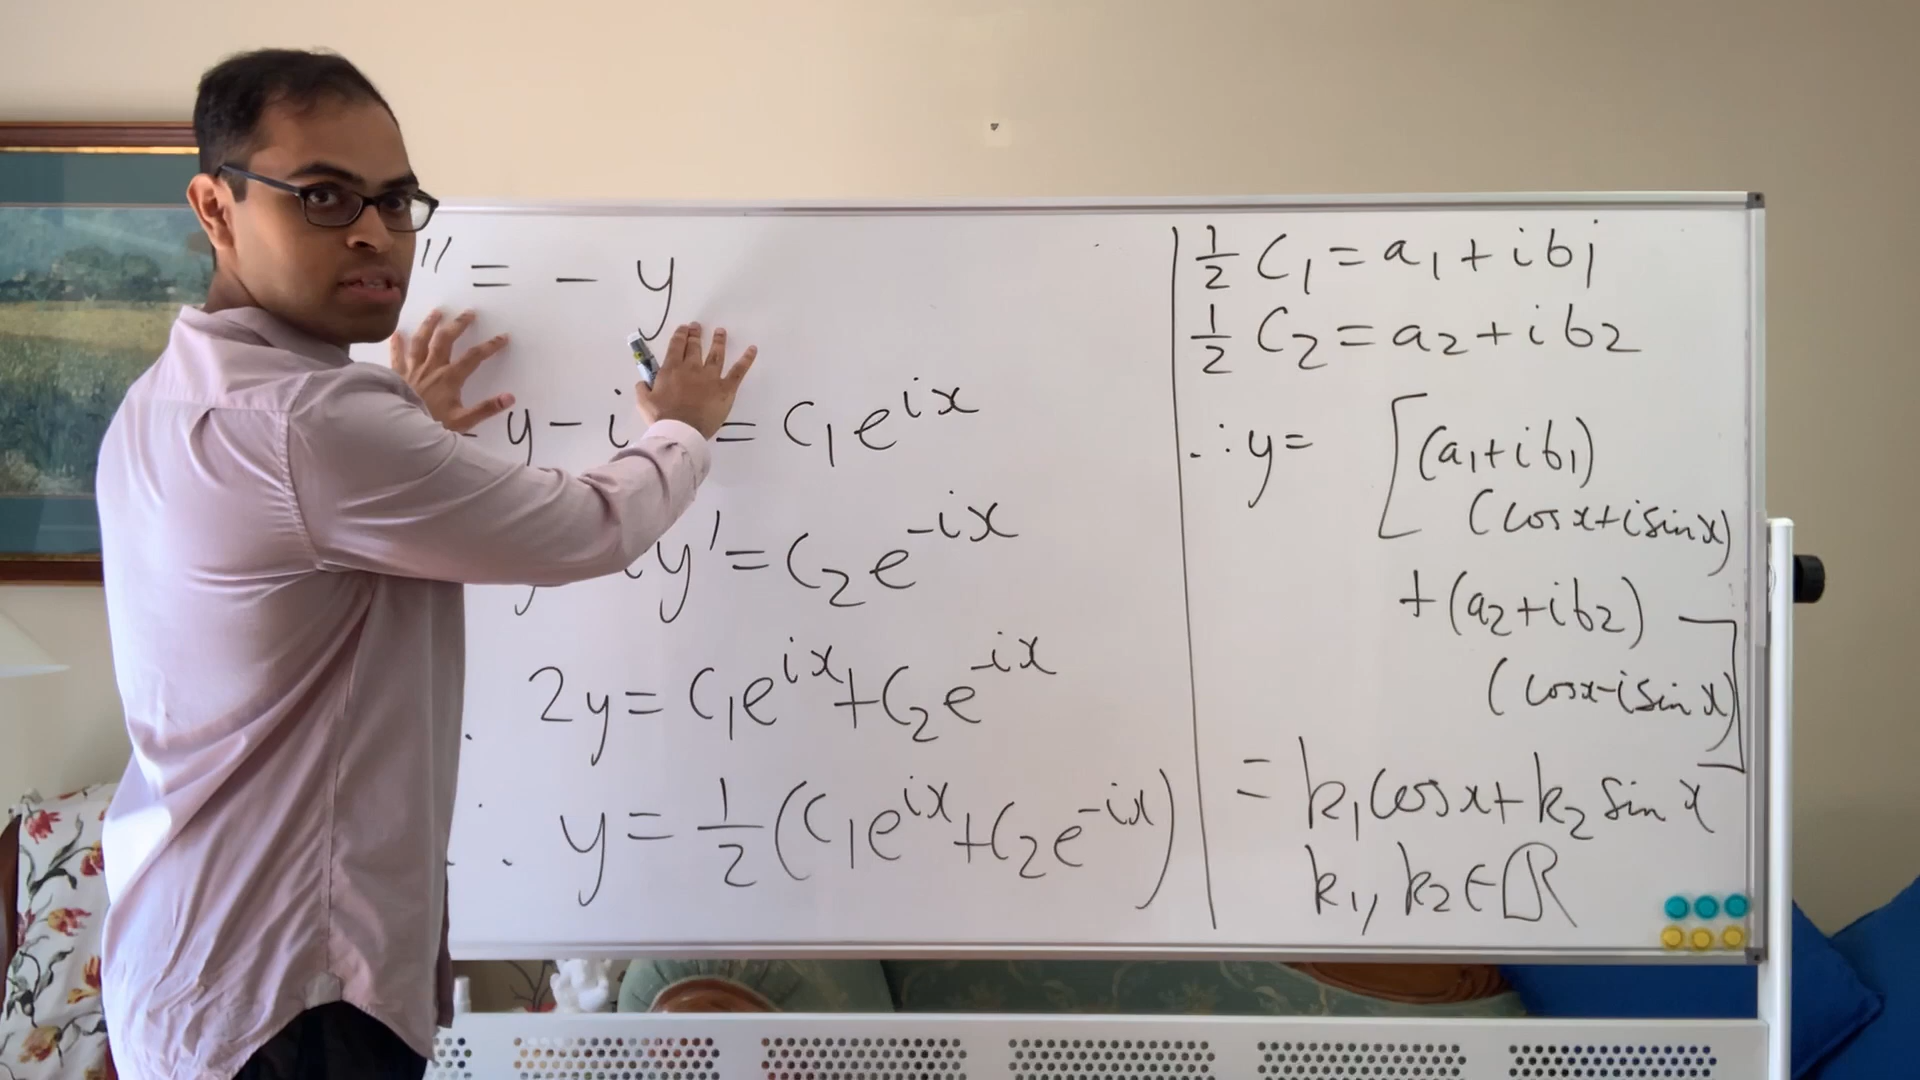 " = - y
y - i = C₁e^{ix}
y' = C₂e^{-ix}
2y = C₁e^{ix} + C₂e^{-ix}
∴ y = 1/2 (C₁e^{ix} + C₂e^{-ix})
1/2 C₁ = a₁ + ib₁
1/2 C₂ = a₂ + ib₂
∴ y = [(a₁ + ib₁)
(cos x + i sin x)
+ (a₂ + ib₂)
(cos x - i sin x)]
= k₁ cos x + k₂ sin x
k₁, k₂ ∈ ℝ